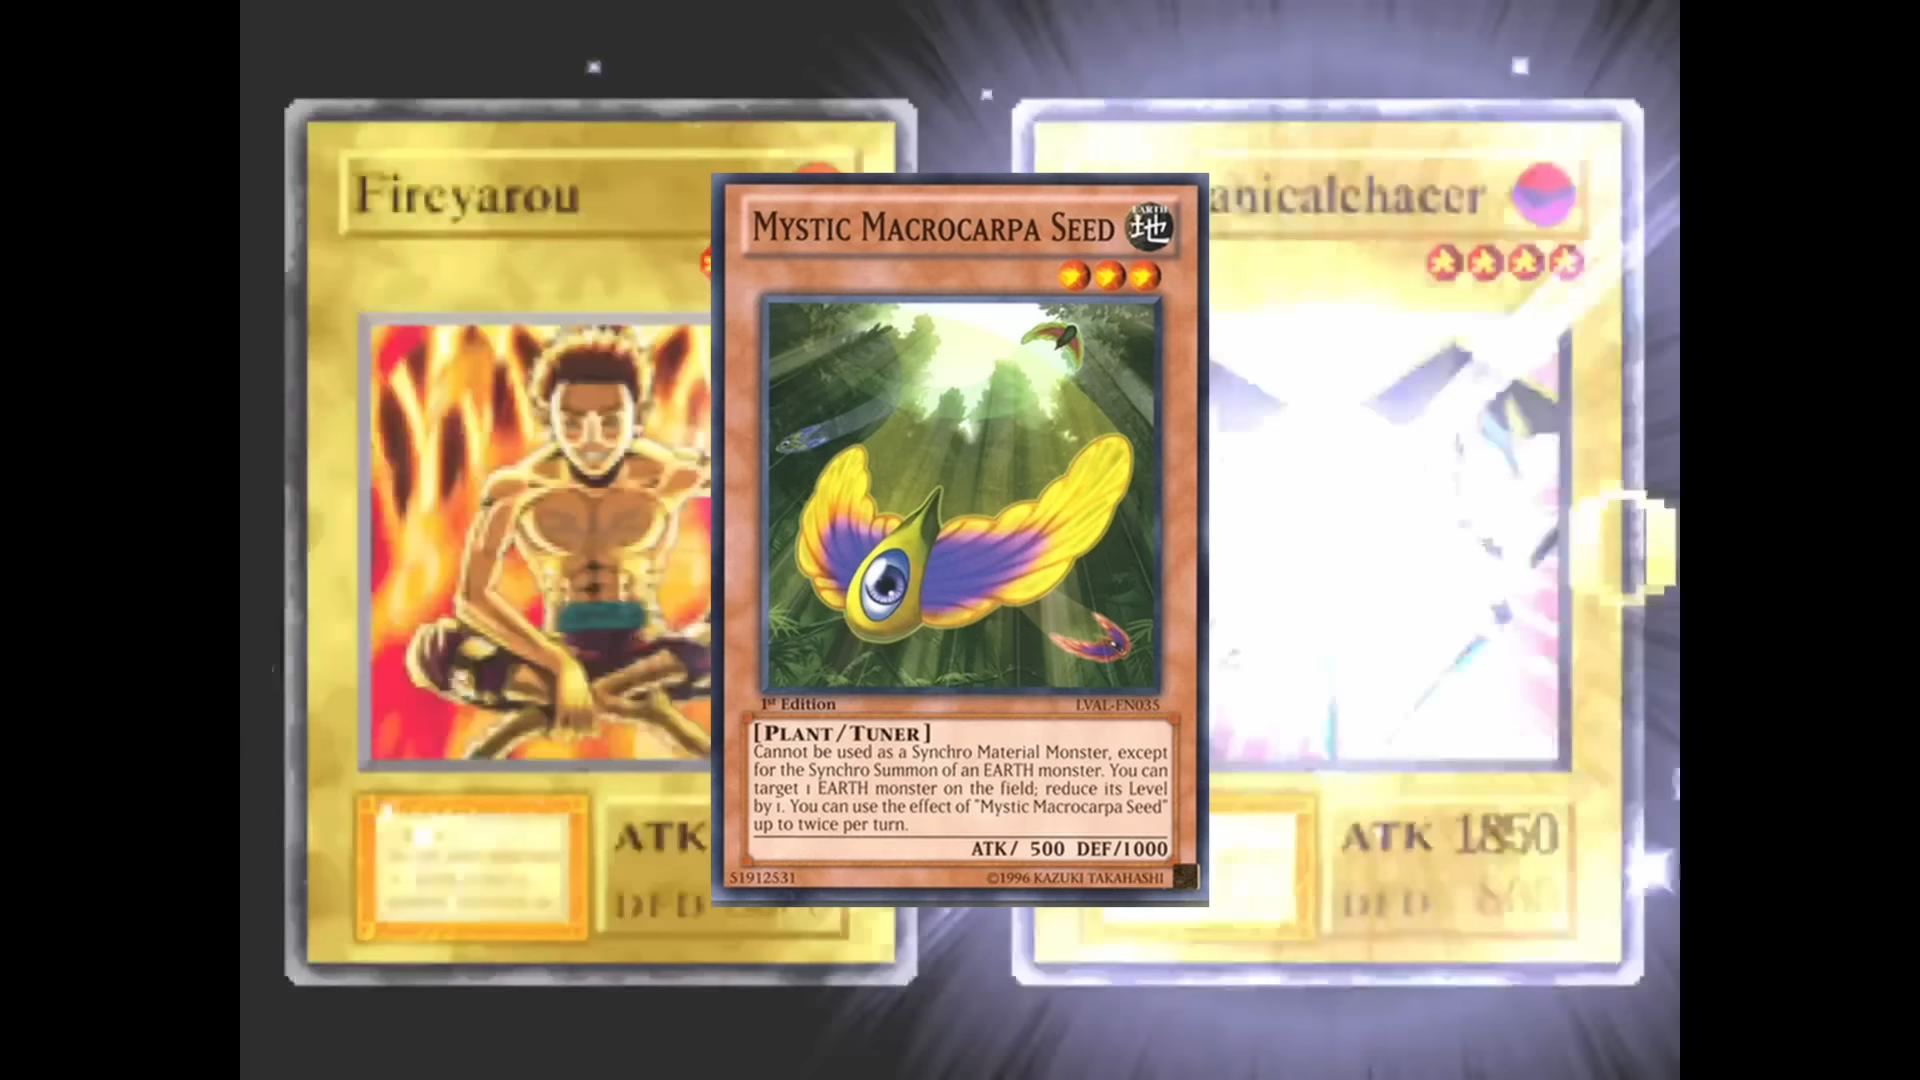 Fireyarou
anicalchacer
MYSTIC MACROCARPA SEED
EARTH
地
1st Edition
LVAL-EN035
[PLANT/TUNER]
Cannot be used as a Synchro Material Monster, except
for the Synchro Summon of an EARTH monster. You can
target 1 EARTH monster on the field; reduce its Level
by 1. You can use the effect of "Mystic Macrocarpa Seed"
up to twice per turn.
ATK/ 500 DEF/1000
51912531
©1996 KAZUKI TAKAHASHI
ATK
DFD
ATK 1850
DFD 800